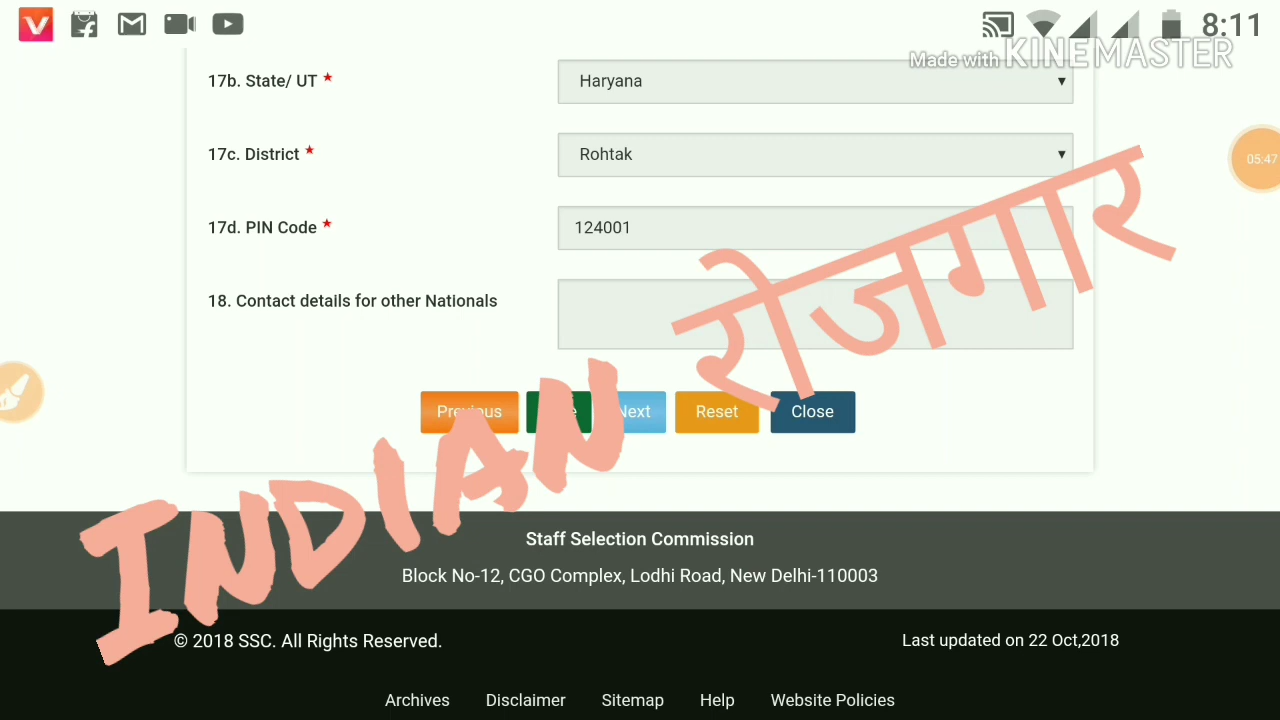 8:11
Made with KINEMASTER
17b. State/ UT *
Haryana
05:47
17c. District *
Rohtak
17d. PIN Code *
124001
18. Contact details for other Nationals
Previous
Next
Reset
Close
INDIAN रोजगार
Staff Selection Commission
Block No-12, CGO Complex, Lodhi Road, New Delhi-110003
© 2018 SSC. All Rights Reserved.
Last updated on 22 Oct,2018
Archives Disclaimer Sitemap Help Website Policies